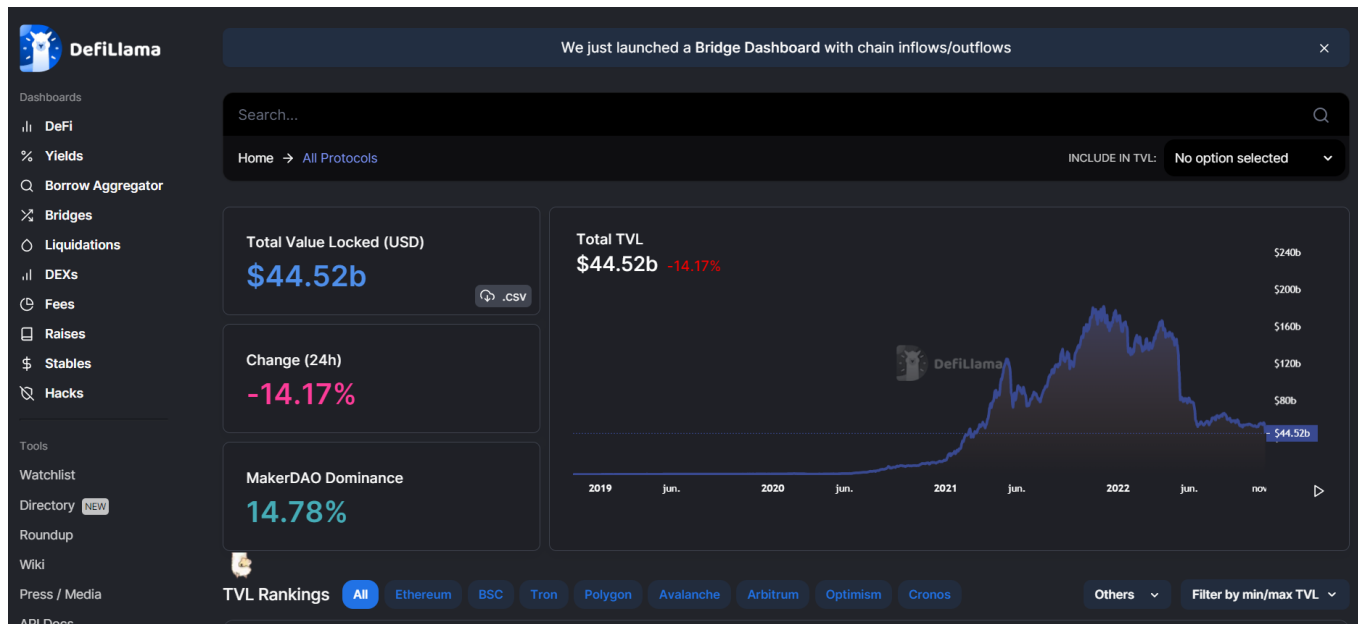 DefiLlama
We just launched a Bridge Dashboard with chain inflows/outflows
Dashboards
DeFi
Yields
Borrow Aggregator
Bridges
Liquidations
DEXs
Fees
Raises
Stables
Hacks
Tools
Watchlist
Directory NEW
Roundup
Wiki
Press / Media
API Docs
Search...
Home → All Protocols
INCLUDE IN TVL: No option selected
Total Value Locked (USD)
$44.52b
.csv
Change (24h)
-14.17%
MakerDAO Dominance
14.78%
Total TVL
$44.52b -14.17%
DefiLlama
$240b
$200b
$160b
$120b
$80b
$44.52b
2019 jun. 2020 jun. 2021 jun. 2022 jun. nov
TVL Rankings All Ethereum BSC Tron Polygon Avalanche Arbitrum Optimism Cronos Others Filter by min/max TVL